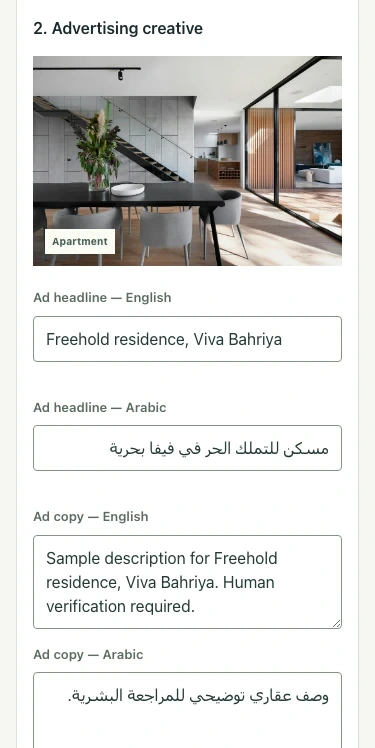 2. Advertising creative
Apartment
Ad headline — English
Freehold residence, Viva Bahriya
Ad headline — Arabic
مسكن للتملك الحر في فيفا بحرية
Ad copy — English
Sample description for Freehold
residence, Viva Bahriya. Human
verification required.
Ad copy — Arabic
وصف عقاري توضيحي للمراجعة البشرية.